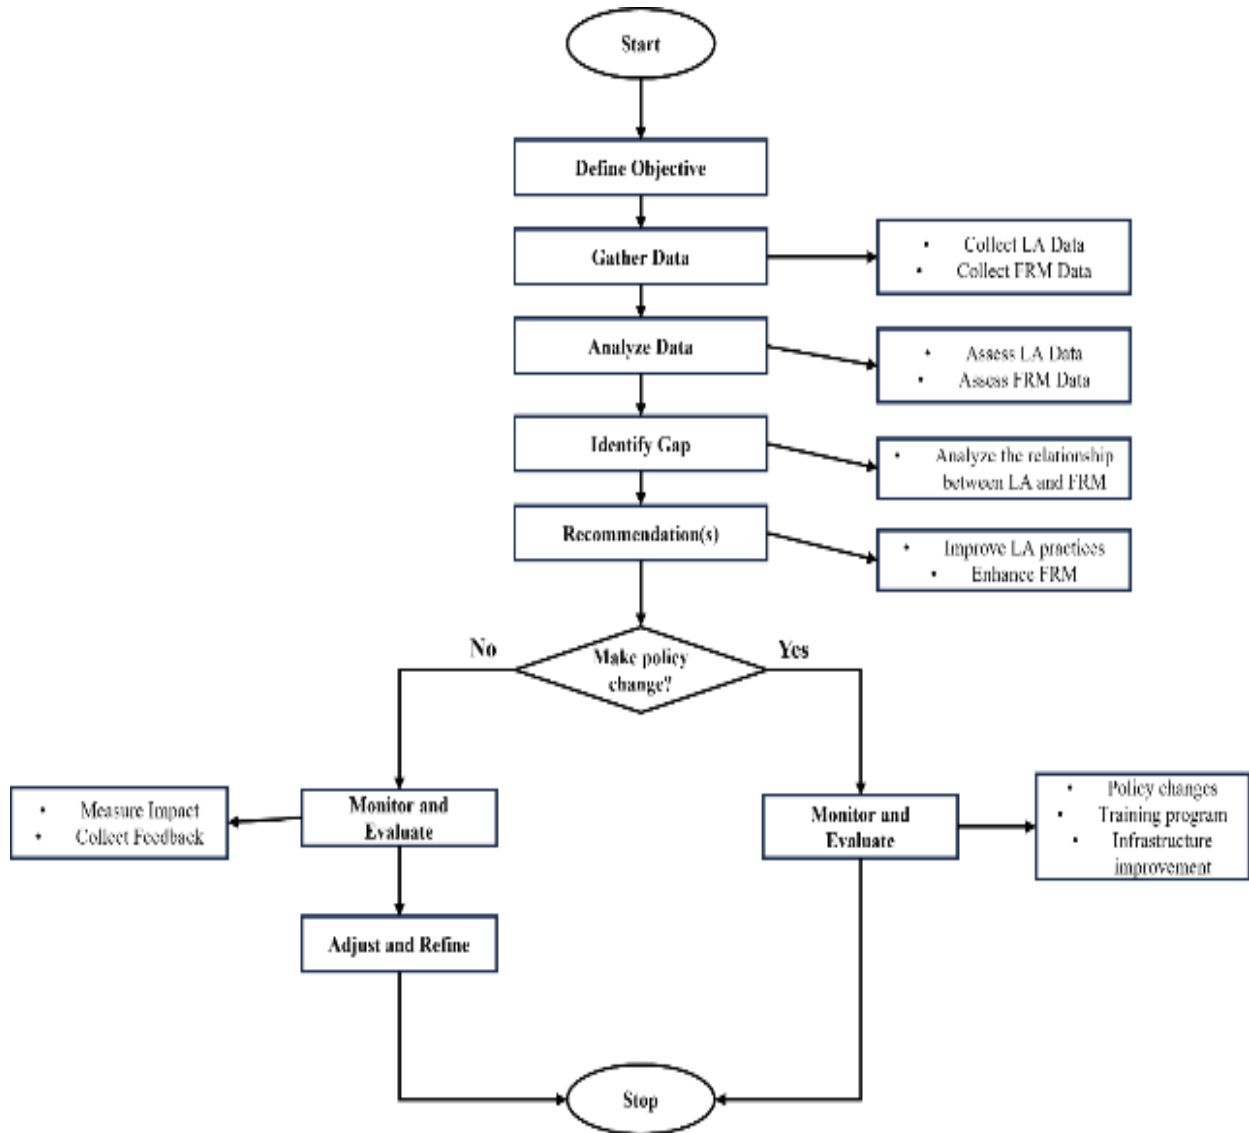 Start
Define Objective
Gather Data
• Collect LA Data
• Collect FRM Data
Analyze Data
• Assess LA Data
• Assess FRM Data
Identify Gap
• Analyze the relationship
between LA and FRM
Recommendation(s)
• Improve LA practices
• Enhance FRM
No
Make policy
change?
Yes
• Measure Impact
• Collect Feedback
Monitor and
Evaluate
Monitor and
Evaluate
• Policy changes
• Training program
• Infrastructure
improvement
Adjust and Refine
Stop